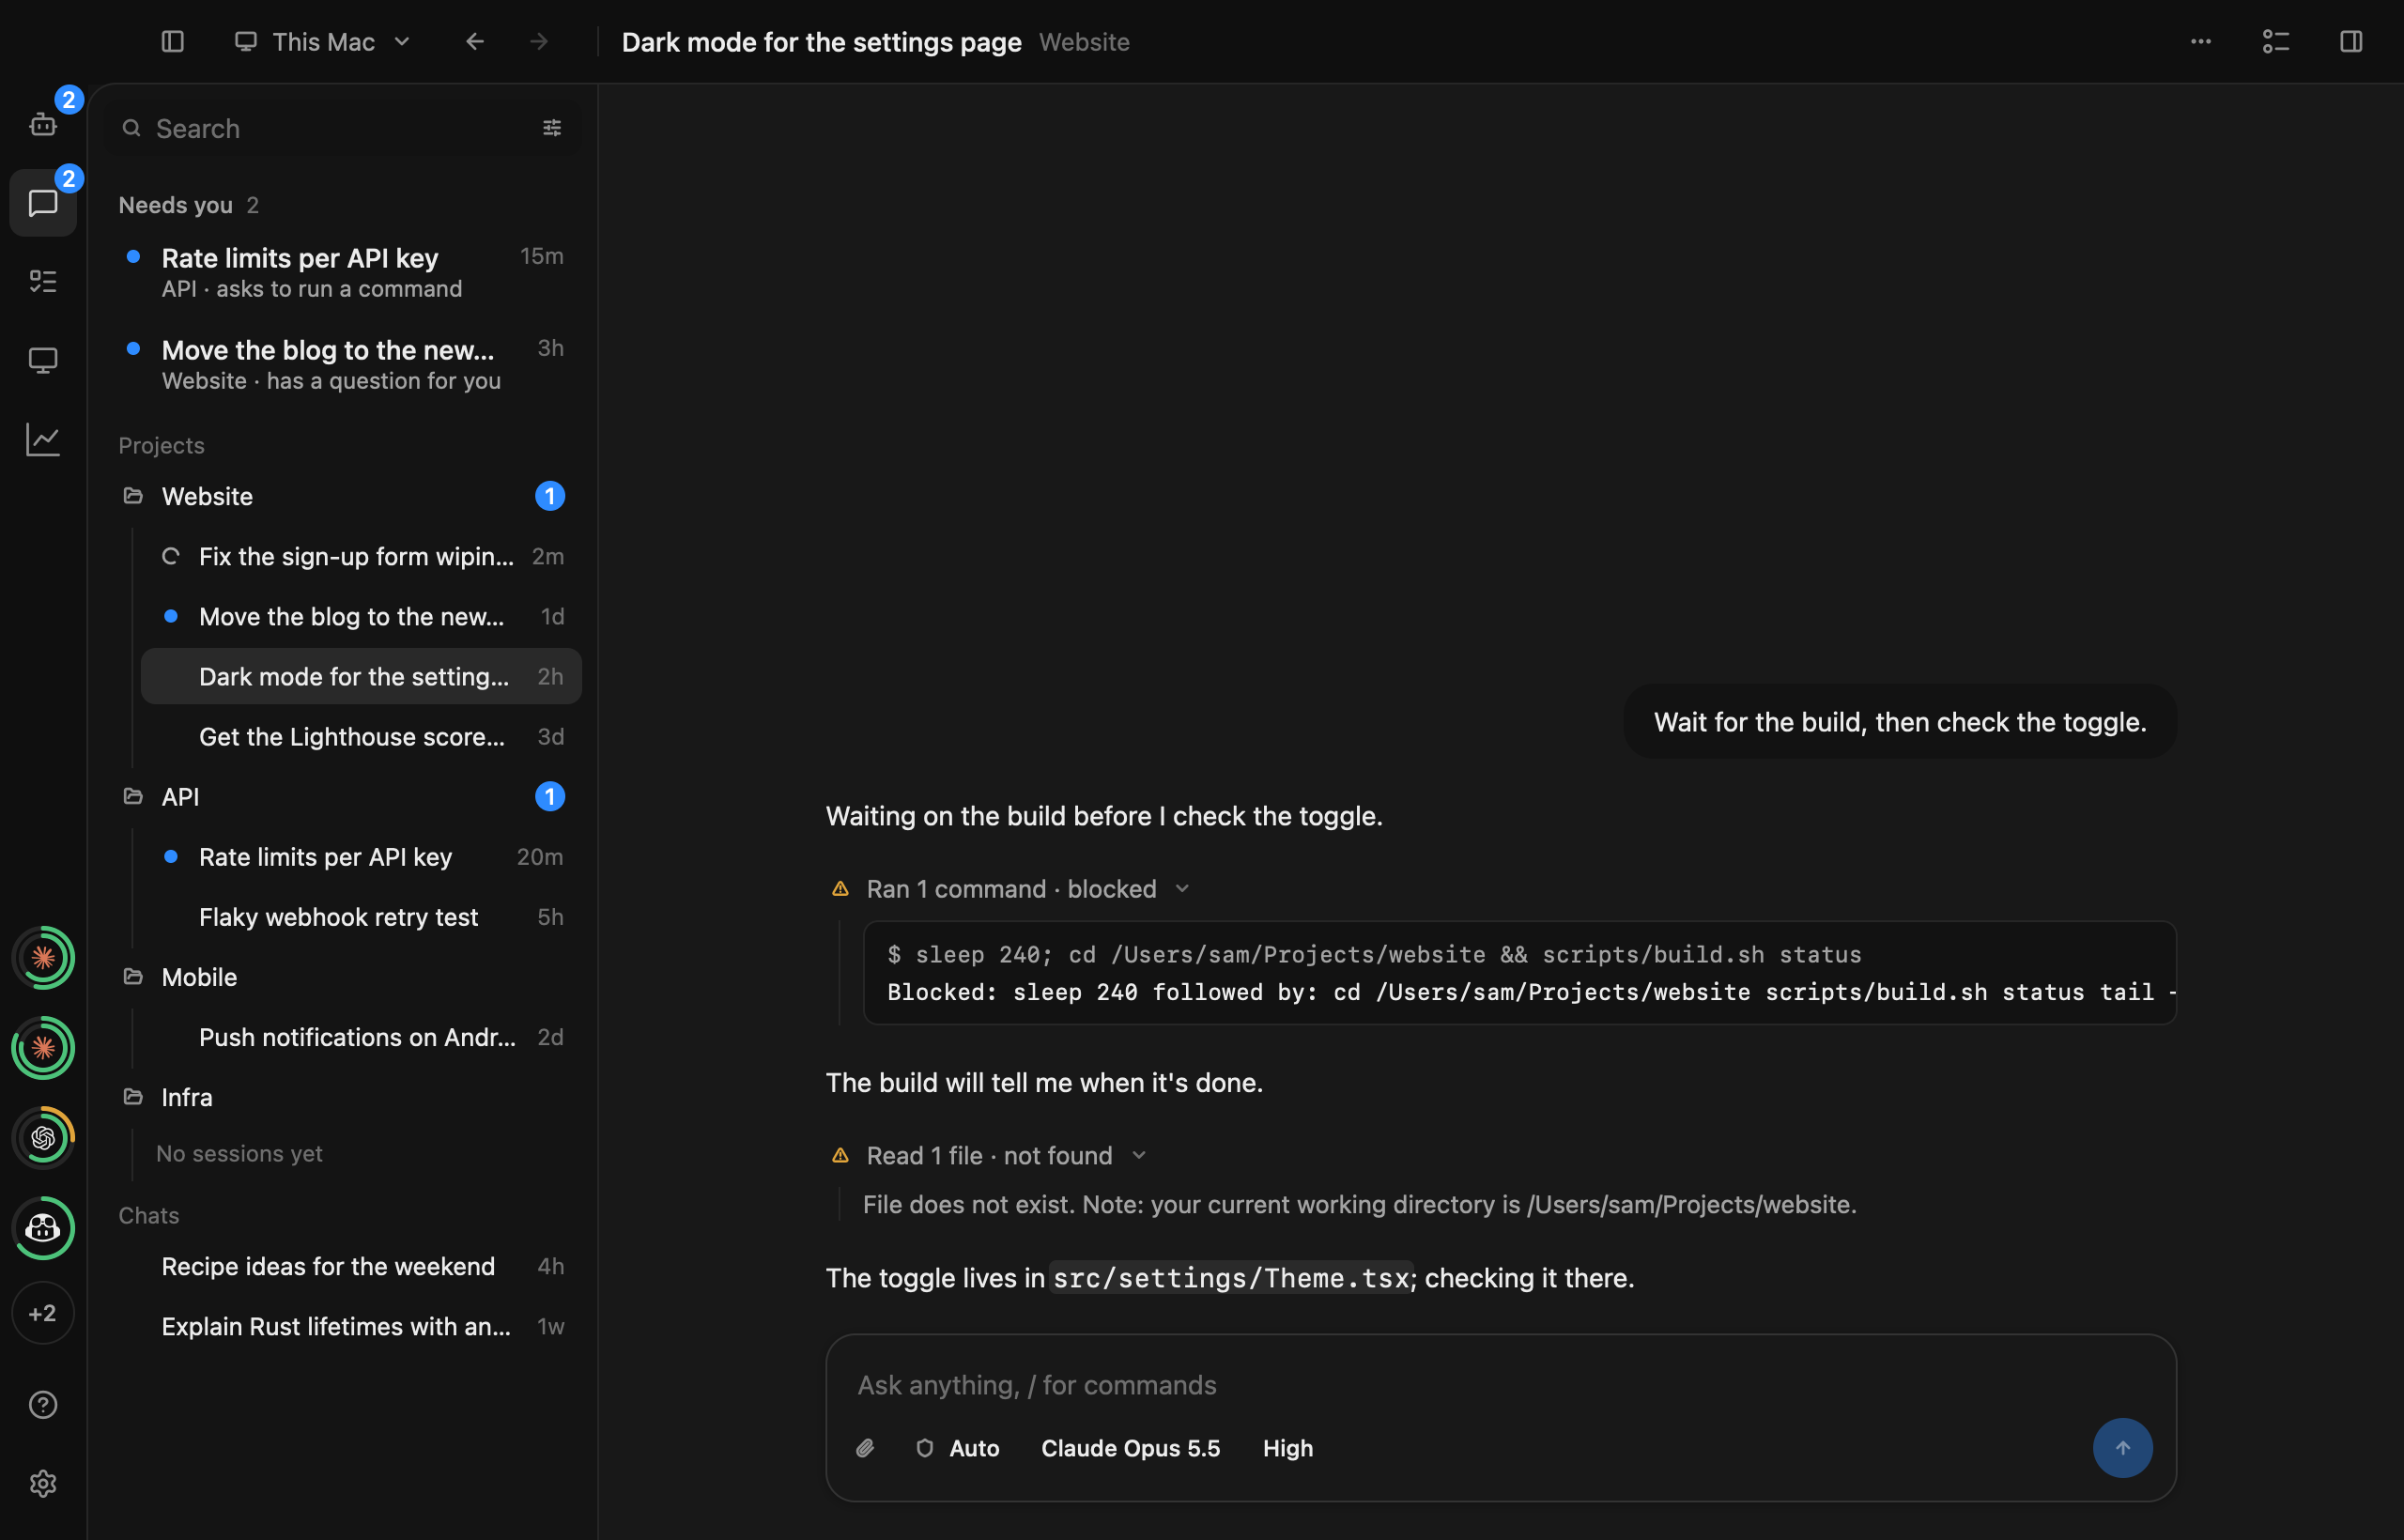 This Mac
Dark mode for the settings page Website
2
2
Search
Needs you 2
Rate limits per API key 15m
API · asks to run a command
Move the blog to the new... 3h
Website · has a question for you
Projects
Website 1
Fix the sign-up form wipin... 2m
Move the blog to the new... 1d
Dark mode for the setting... 2h
Get the Lighthouse score... 3d
API 1
Rate limits per API key 20m
Flaky webhook retry test 5h
Mobile
Push notifications on Andr... 2d
Infra
No sessions yet
Chats
Recipe ideas for the weekend 4h
Explain Rust lifetimes with an... 1w
+2
Wait for the build, then check the toggle.
Waiting on the build before I check the toggle.
Ran 1 command · blocked
$ sleep 240; cd /Users/sam/Projects/website && scripts/build.sh status
Blocked: sleep 240 followed by: cd /Users/sam/Projects/website scripts/build.sh status tail -
The build will tell me when it's done.
Read 1 file · not found
File does not exist. Note: your current working directory is /Users/sam/Projects/website.
The toggle lives in src/settings/Theme.tsx; checking it there.
Ask anything, / for commands
Auto Claude Opus 5.5 High